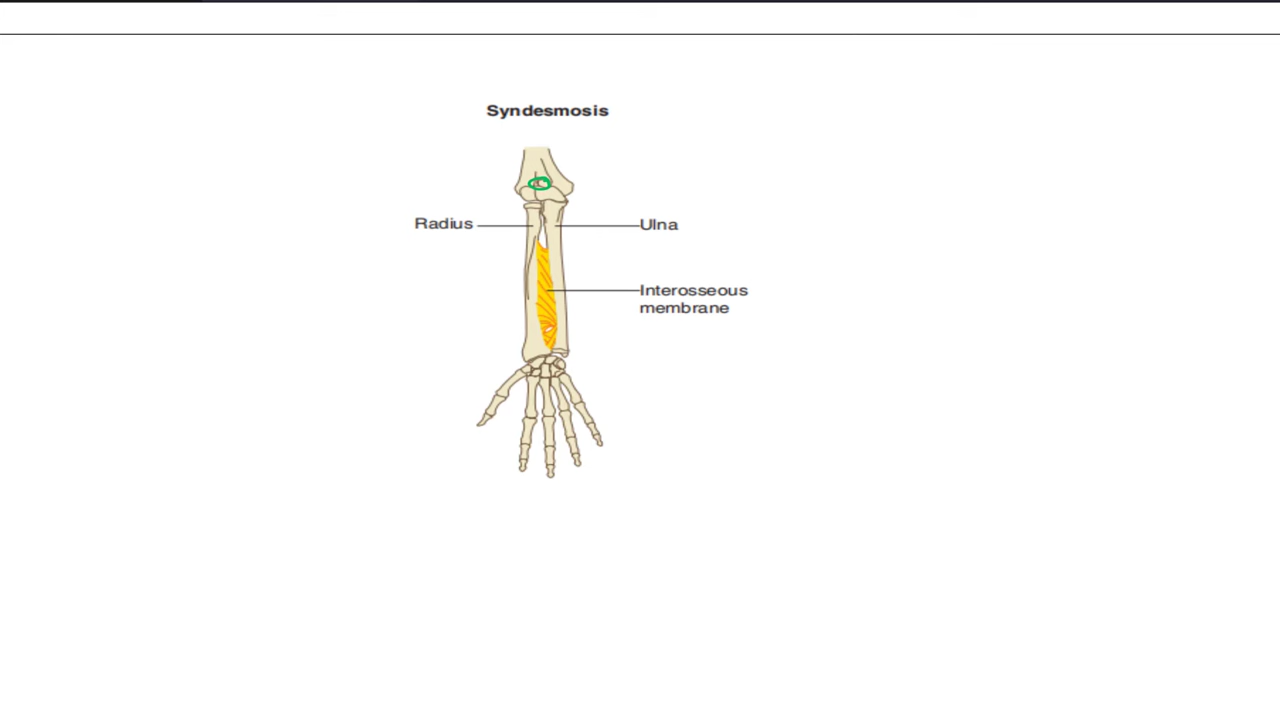 Syndesmosis
Radius
Ulna
Interosseous
membrane